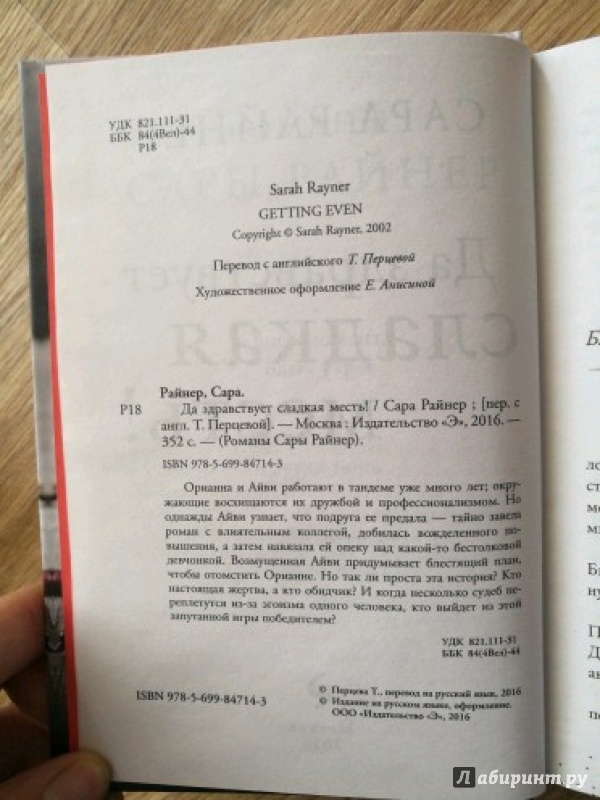 УДК 821.111-31
ББК 84(4Вел)-44
Р18
Sarah Rayner
GETTING EVEN
Copyright © Sarah Rayner, 2002
Перевод с английского Т. Перцевой
Художественное оформление Е. Анисиной
Райнер, Сара.
Р18 Да здравствует сладкая месть! / Сара Райнер ; [пер. с
англ. Т. Перцевой]. — Москва : Издательство «Э», 2016. —
352 с. — (Романы Сары Райнер).
ISBN 978-5-699-84714-3
Орианна и Айви работают в тандеме уже много лет; окру-
жающие восхищаются их дружбой и профессионализмом. Но
однажды Айви узнает, что подруга ее предала — тайно завела
роман с влиятельным коллегой, добилась вожделенного по-
вышения, а затем навязала ей опеку над какой-то бестолковой
девчонкой. Возмущенная Айви придумывает блестящий план,
чтобы отомстить Орианне. Но так ли проста эта история? Кто
настоящая жертва, а кто обидчик? И когда несколько судеб пе-
реплетутся из-за эгоизма одного человека, кто выйдет из этой
запутанной игры победителем?
УДК 821.111-31
ББК 84(4Вел)-44
ISBN 978-5-699-84714-3
© Перцева Т., перевод на русский язык, 2016
© Издание на русском языке, оформление.
ООО «Издательство «Э», 2016
лабиринт.ру